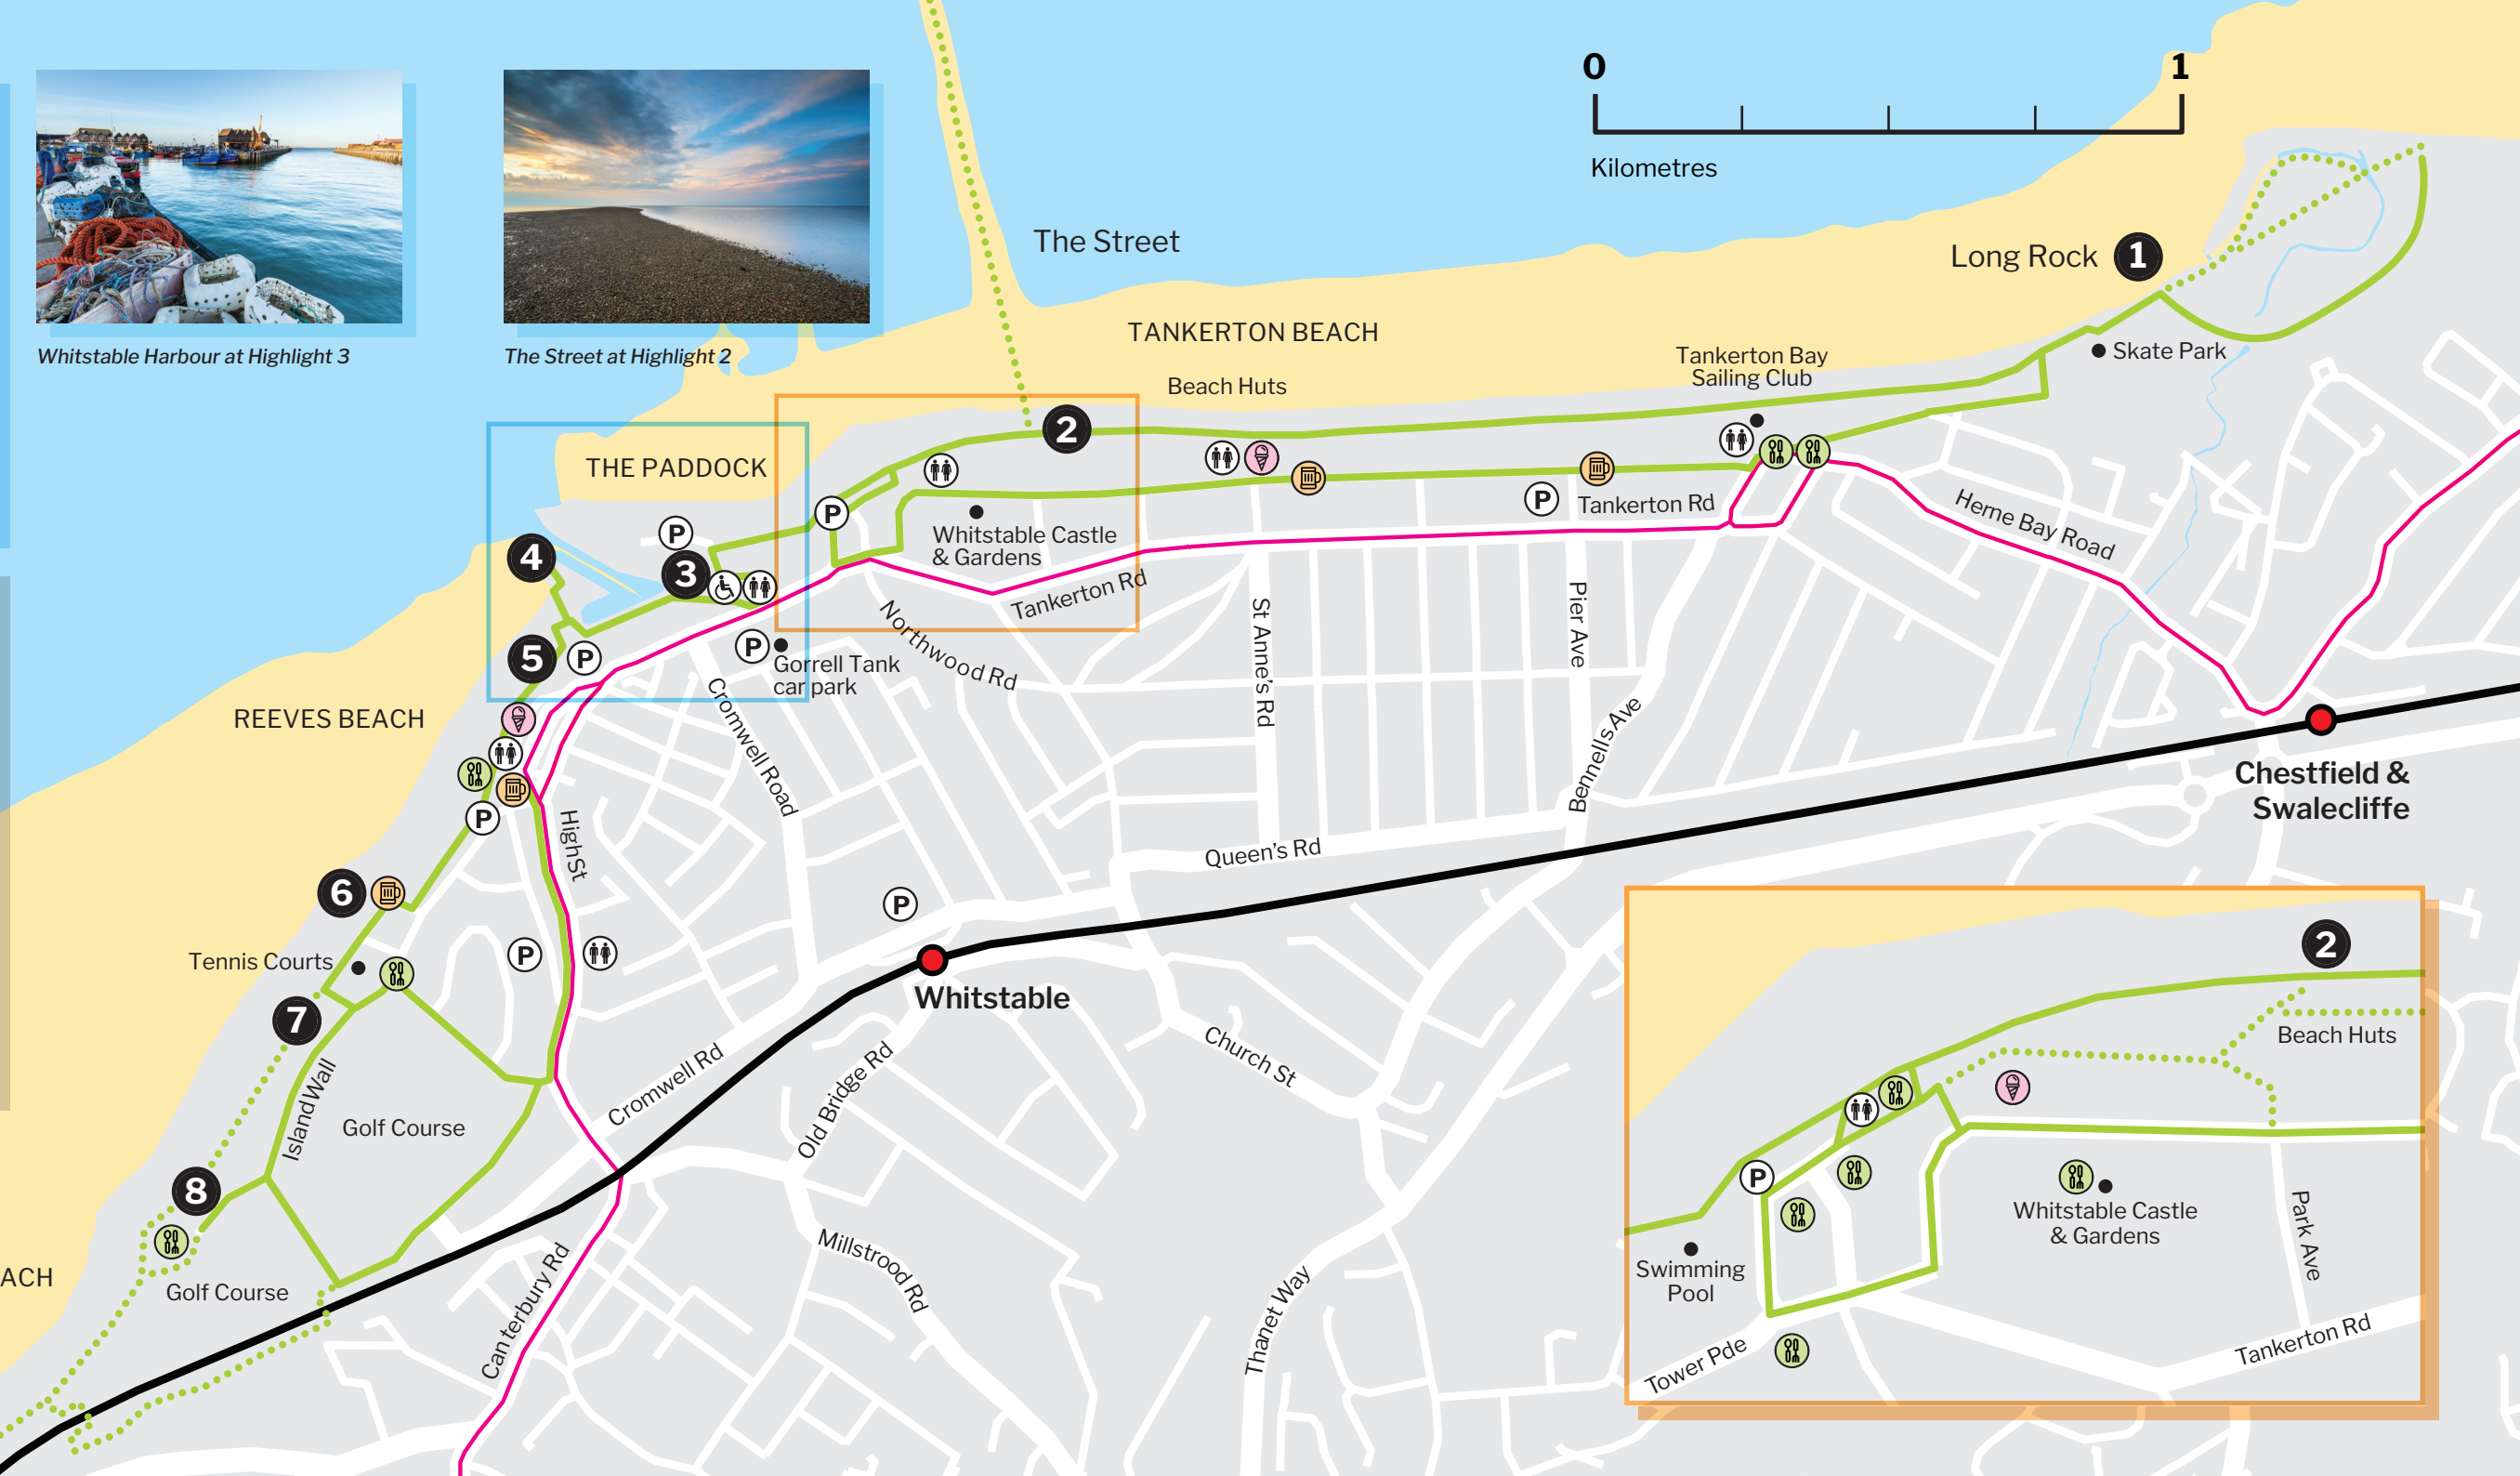 0
1
Kilometres
The Street
Long Rock
1
TANKERTON BEACH
Beach Huts
Tankerton Bay
Sailing Club
Skate Park
Whitstable Harbour at Highlight 3
The Street at Highlight 2
2
THE PADDOCK
P
P
Whitstable Castle
& Gardens
P
Tankerton Rd
Herne Bay Road
4
3
Tankerton Rd
Northwood Rd
St Anne's Rd
Pier Ave
5
P
P
Gorrell Tank
car park
REEVES BEACH
Cromwell Road
Bennells Ave
Chestfield &
Swalecliffe
P
High St
Queen's Rd
6
P
P
Tennis Courts
Whitstable
7
Island Wall
Cromwell Rd
Old Bridge Rd
Church St
Golf Course
8
ACH
Golf Course
Canterbury Rd
Millstrood Rd
Thanet Way
2
Beach Huts
P
Whitstable Castle
& Gardens
Park Ave
Swimming
Pool
Tower Pde
Tankerton Rd